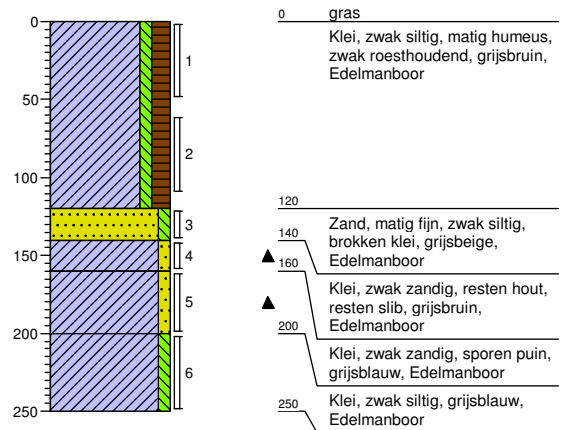 0
50
100
150
200
250
1
2
3
4
5
6
0 gras
Klei, zwak siltig, matig humeus,
zwak roesthoudend, grijsbruin,
Edelmanboor
120
Zand, matig fijn, zwak siltig,
brokken klei, grijsbeige,
Edelmanboor
140
Klei, zwak zandig, resten hout,
resten slib, grijsbruin,
Edelmanboor
160
Klei, zwak zandig, sporen puin,
grijsblauw, Edelmanboor
200
Klei, zwak siltig, grijsblauw,
Edelmanboor
250